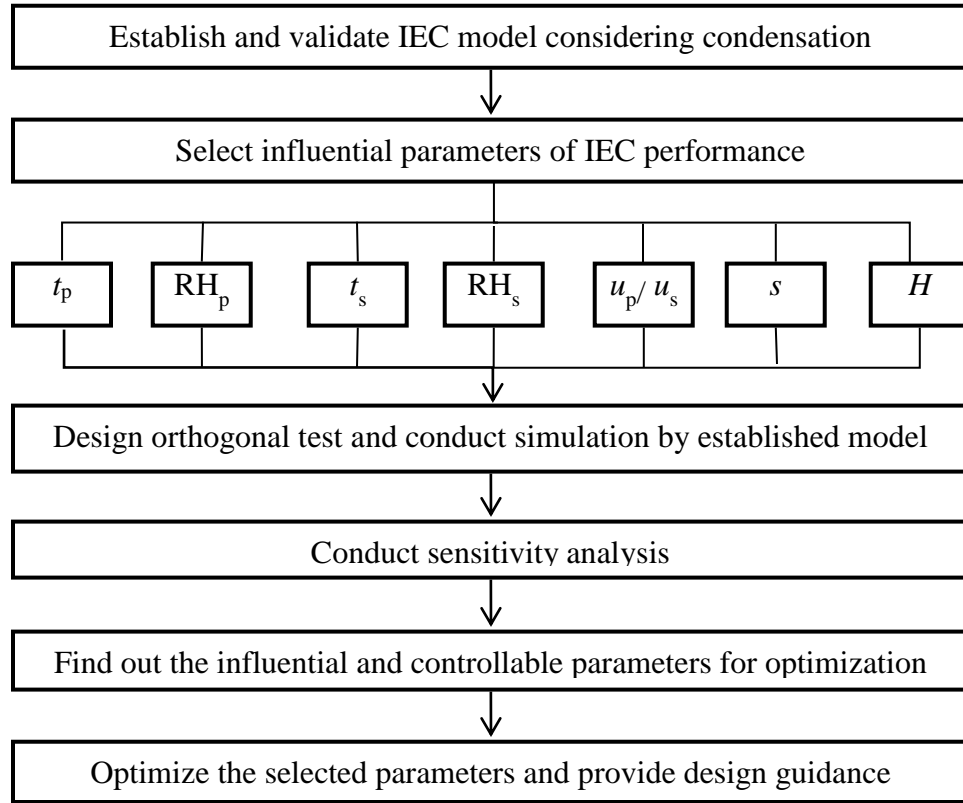 Establish and validate IEC model considering condensation
Select influential parameters of IEC performance
tp RHp ts RHs up/ us s H
Design orthogonal test and conduct simulation by established model
Conduct sensitivity analysis
Find out the influential and controllable parameters for optimization
Optimize the selected parameters and provide design guidance